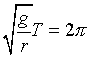 √(g/r) T = 2π